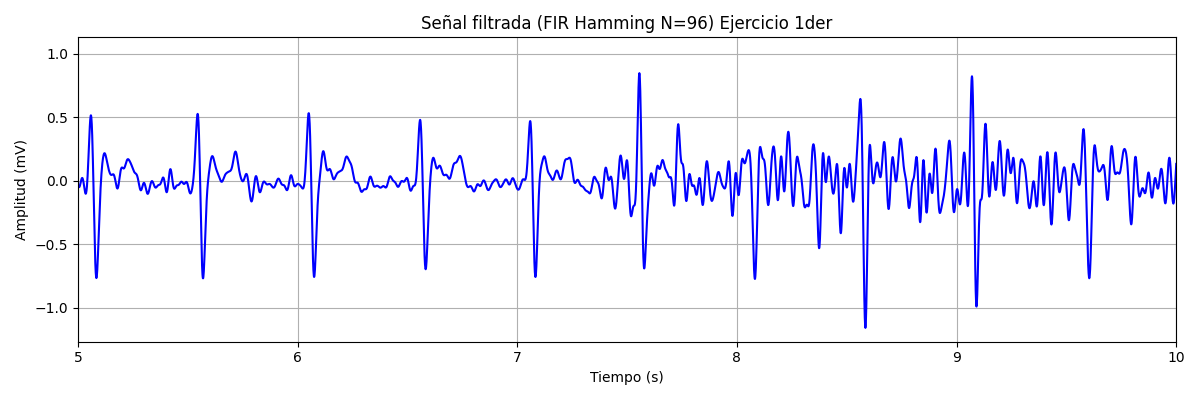 Señal filtrada (FIR Hamming N=96) Ejercicio 1der
Amplitud (mV)
1.0
0.5
0.0
−0.5
−1.0
5 6 7 8 9 10
Tiempo (s)